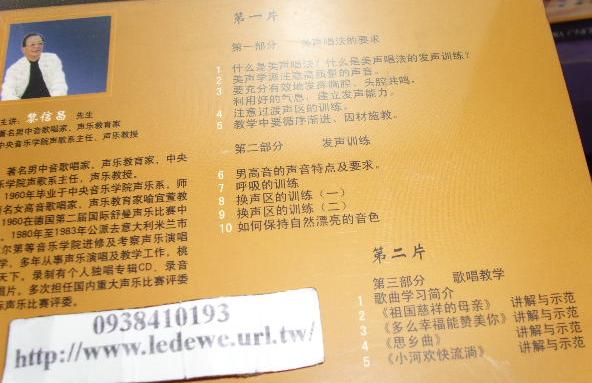 主讲：黎信昌 先生
著名男中音歌唱家、声乐教育家
中央音乐学院声歌系主任、声乐教授
著名男中音歌唱家、声乐教育家，中央
乐学院声歌系主任，声乐教授。
1960年毕业于中央音乐学院声乐系，师
著名女高音歌唱家、声乐教育家喻宜萱教
1960在德国第二届国际舒曼声乐比赛中
1980年至1983年公派去意大利米兰市
尔第等音乐学院进修及考察声乐演唱
学，多年从事声乐演唱及教学工作，桃
天下。录制有个人独唱专辑CD、录音
唱片，多次担任国内重大声乐比赛评委
声乐比赛评委
第一片
第一部分 美声唱法的要求
1 什么是美声唱法？什么是美声唱法的发声训练？
2 美声学派注意高质量的声音。
3 要充分有效地发挥胸腔、头腔共鸣，
利用好的气息，建立发声能力。
4 注意过渡声区的训练。
5 教学中要循序渐进、因材施教。
第二部分 发声训练
6 男高音的声音特点及要求。
7 呼吸的训练
8 换声区的训练（一）
9 换声区的训练（二）
10 如何保持自然漂亮的音色
第二片
第三部分 歌唱教学
1 歌曲学习简介
2 《祖国慈祥的母亲》 讲解与示范
3 《多么幸福能赞美你》 讲解与示范
4 《思乡曲》 讲解与示范
5 《小河欢快流淌》 讲解与示范
0938410193
http://www.ledewe.url.tw/